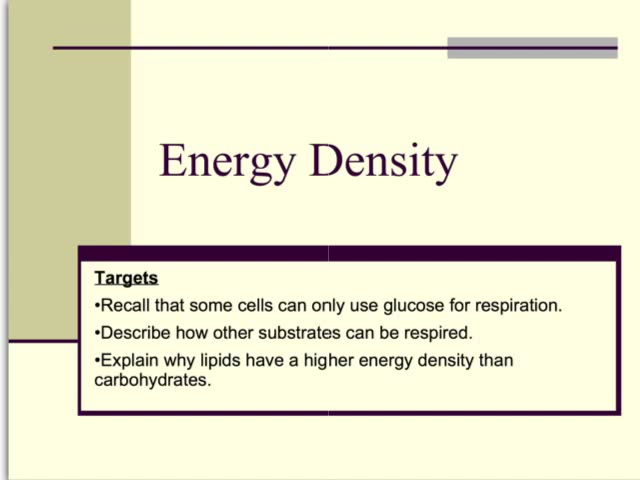 Energy Density
Targets
•Recall that some cells can only use glucose for respiration.
•Describe how other substrates can be respired.
•Explain why lipids have a higher energy density than
carbohydrates.